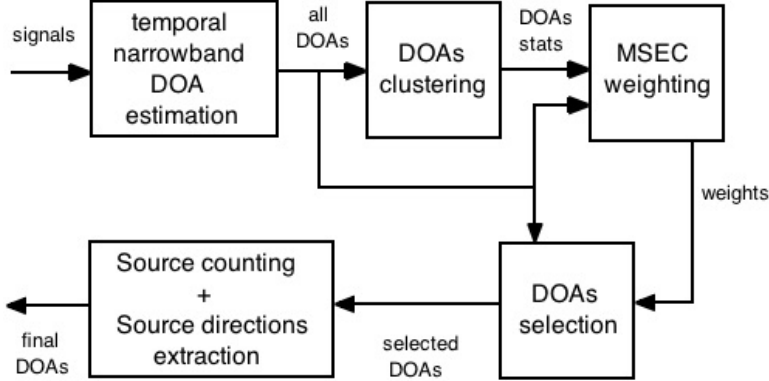 signals
temporal
narrowband
DOA
estimation
all
DOAs
DOAs
clustering
DOAs
stats
MSEC
weighting
weights
DOAs
selection
selected
DOAs
Source counting
+
Source directions
extraction
final
DOAs